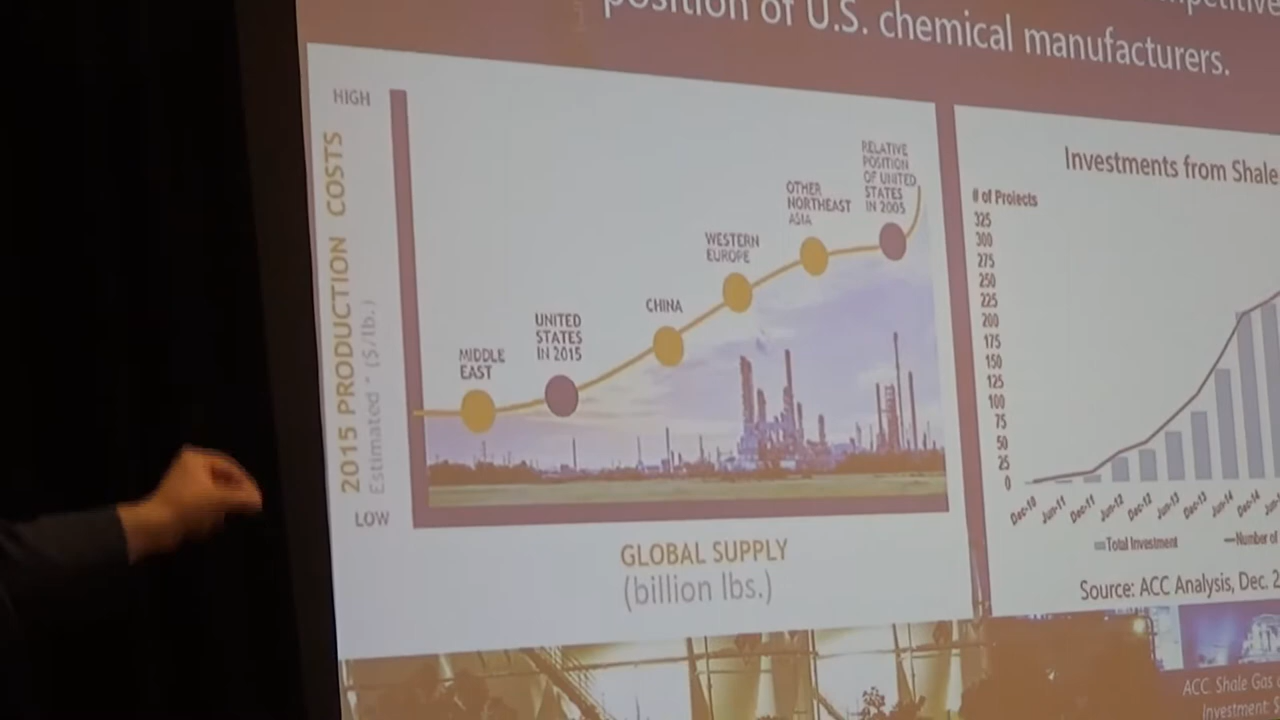 position of U.S. chemical manufacturers.
HIGH
2015 PRODUCTION COSTS
Estimated * ($/lb.)
LOW
MIDDLE
EAST
UNITED
STATES
IN 2015
CHINA
WESTERN
EUROPE
OTHER
NORTHEAST
ASIA
RELATIVE
POSITION
OF UNITED
STATES
IN 2005
GLOBAL SUPPLY
(billion lbs.)
Investments from Shale
# of Projects
325
300
275
250
225
200
175
150
125
100
75
50
25
0
Dec-10
Jun-11
Dec-11
Jun-12
Dec-12
Jun-13
Dec-13
Jun-14
Dec-14
Total Investment
Number of
Source: ACC Analysis, Dec. 2
ACC. Shale Gas
Investment: